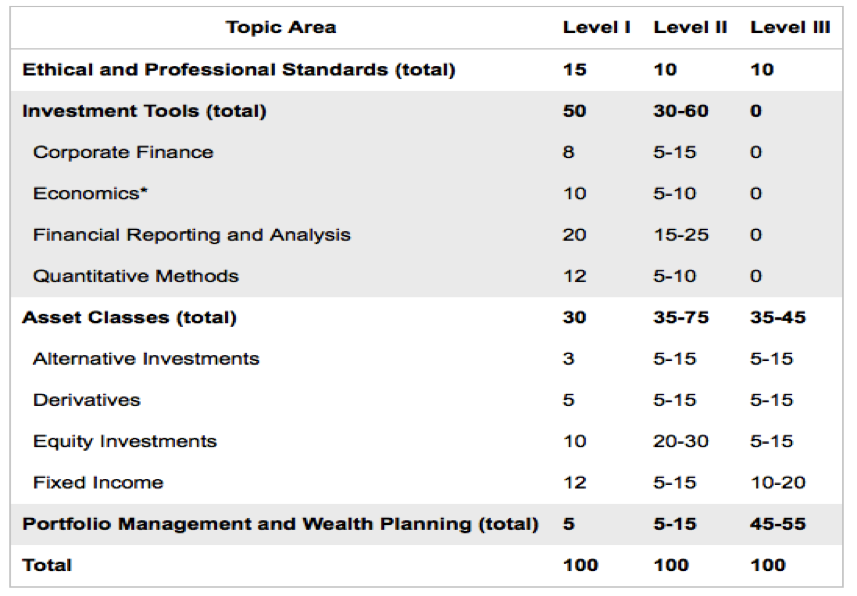 Topic Area Level I Level II Level III
Ethical and Professional Standards (total) 15 10 10
Investment Tools (total) 50 30-60 0
Corporate Finance 8 5-15 0
Economics* 10 5-10 0
Financial Reporting and Analysis 20 15-25 0
Quantitative Methods 12 5-10 0
Asset Classes (total) 30 35-75 35-45
Alternative Investments 3 5-15 5-15
Derivatives 5 5-15 5-15
Equity Investments 10 20-30 5-15
Fixed Income 12 5-15 10-20
Portfolio Management and Wealth Planning (total) 5 5-15 45-55
Total 100 100 100